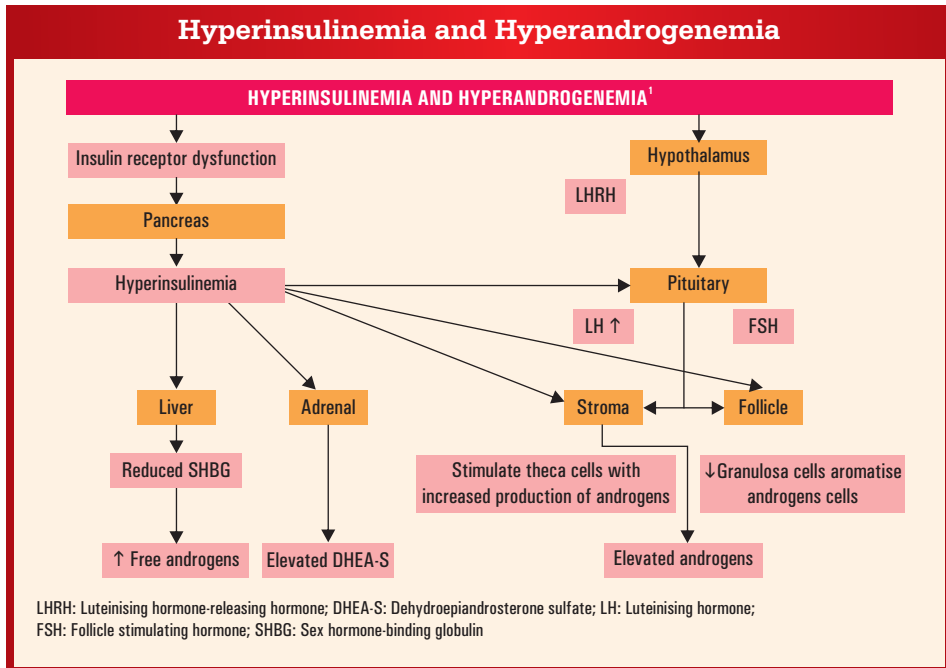 Hyperinsulinemia and Hyperandrogenemia
HYPERINSULINEMIA AND HYPERANDROGENEMIA¹
Insulin receptor dysfunction
Hypothalamus
LHRH
Pancreas
Hyperinsulinemia
Pituitary
LH ↑
FSH
Liver
Adrenal
Stroma
Follicle
Reduced SHBG
Stimulate theca cells with
increased production of androgens
↓Granulosa cells aromatise
androgens cells
↑ Free androgens
Elevated DHEA-S
Elevated androgens
LHRH: Luteinising hormone-releasing hormone; DHEA-S: Dehydroepiandrosterone sulfate; LH: Luteinising hormone;
FSH: Follicle stimulating hormone; SHBG: Sex hormone-binding globulin